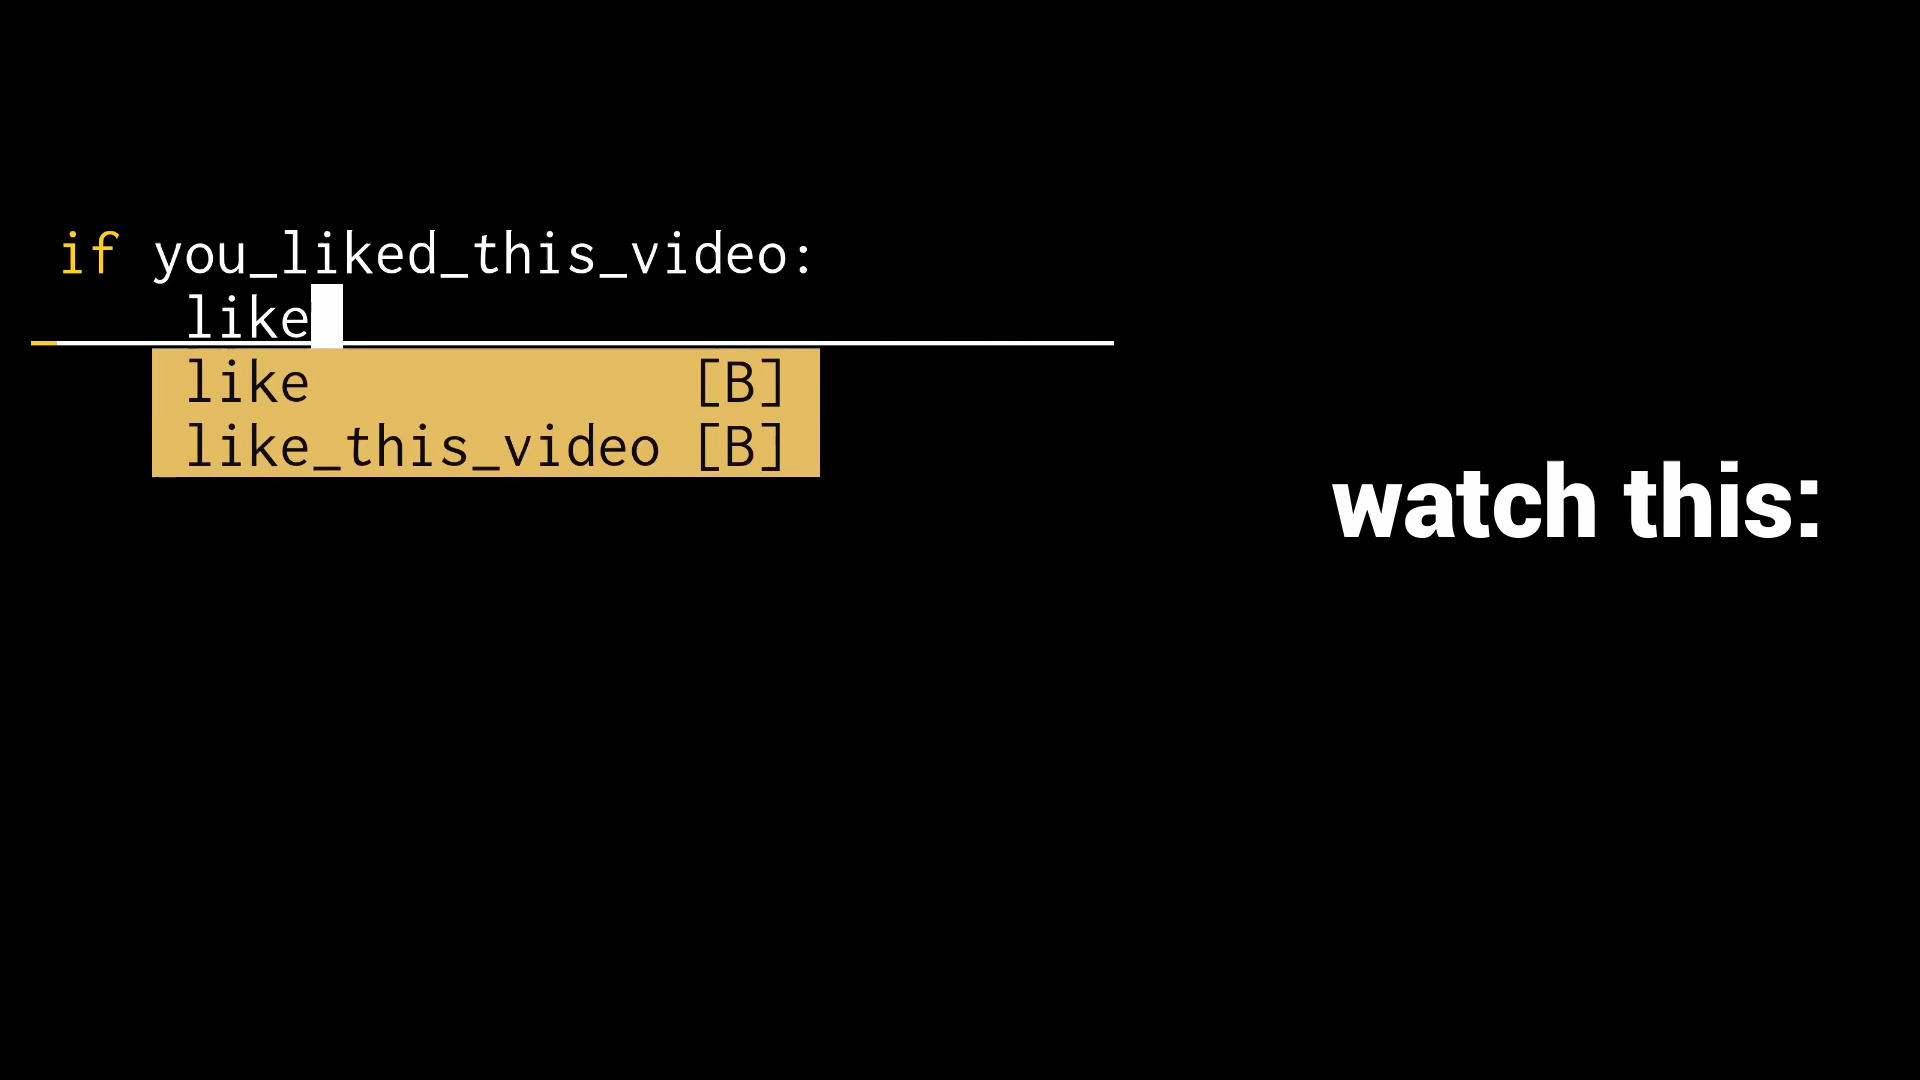 if you_liked_this_video:
like
like [B]
like_this_video [B]
watch this: